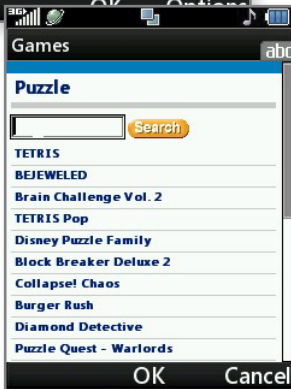 OK Options
3G
Games
abc
Puzzle
Search
TETRIS
BEJEWELED
Brain Challenge Vol. 2
TETRIS Pop
Disney Puzzle Family
Block Breaker Deluxe 2
Collapse! Chaos
Burger Rush
Diamond Detective
Puzzle Quest - Warlords
OK Cancel